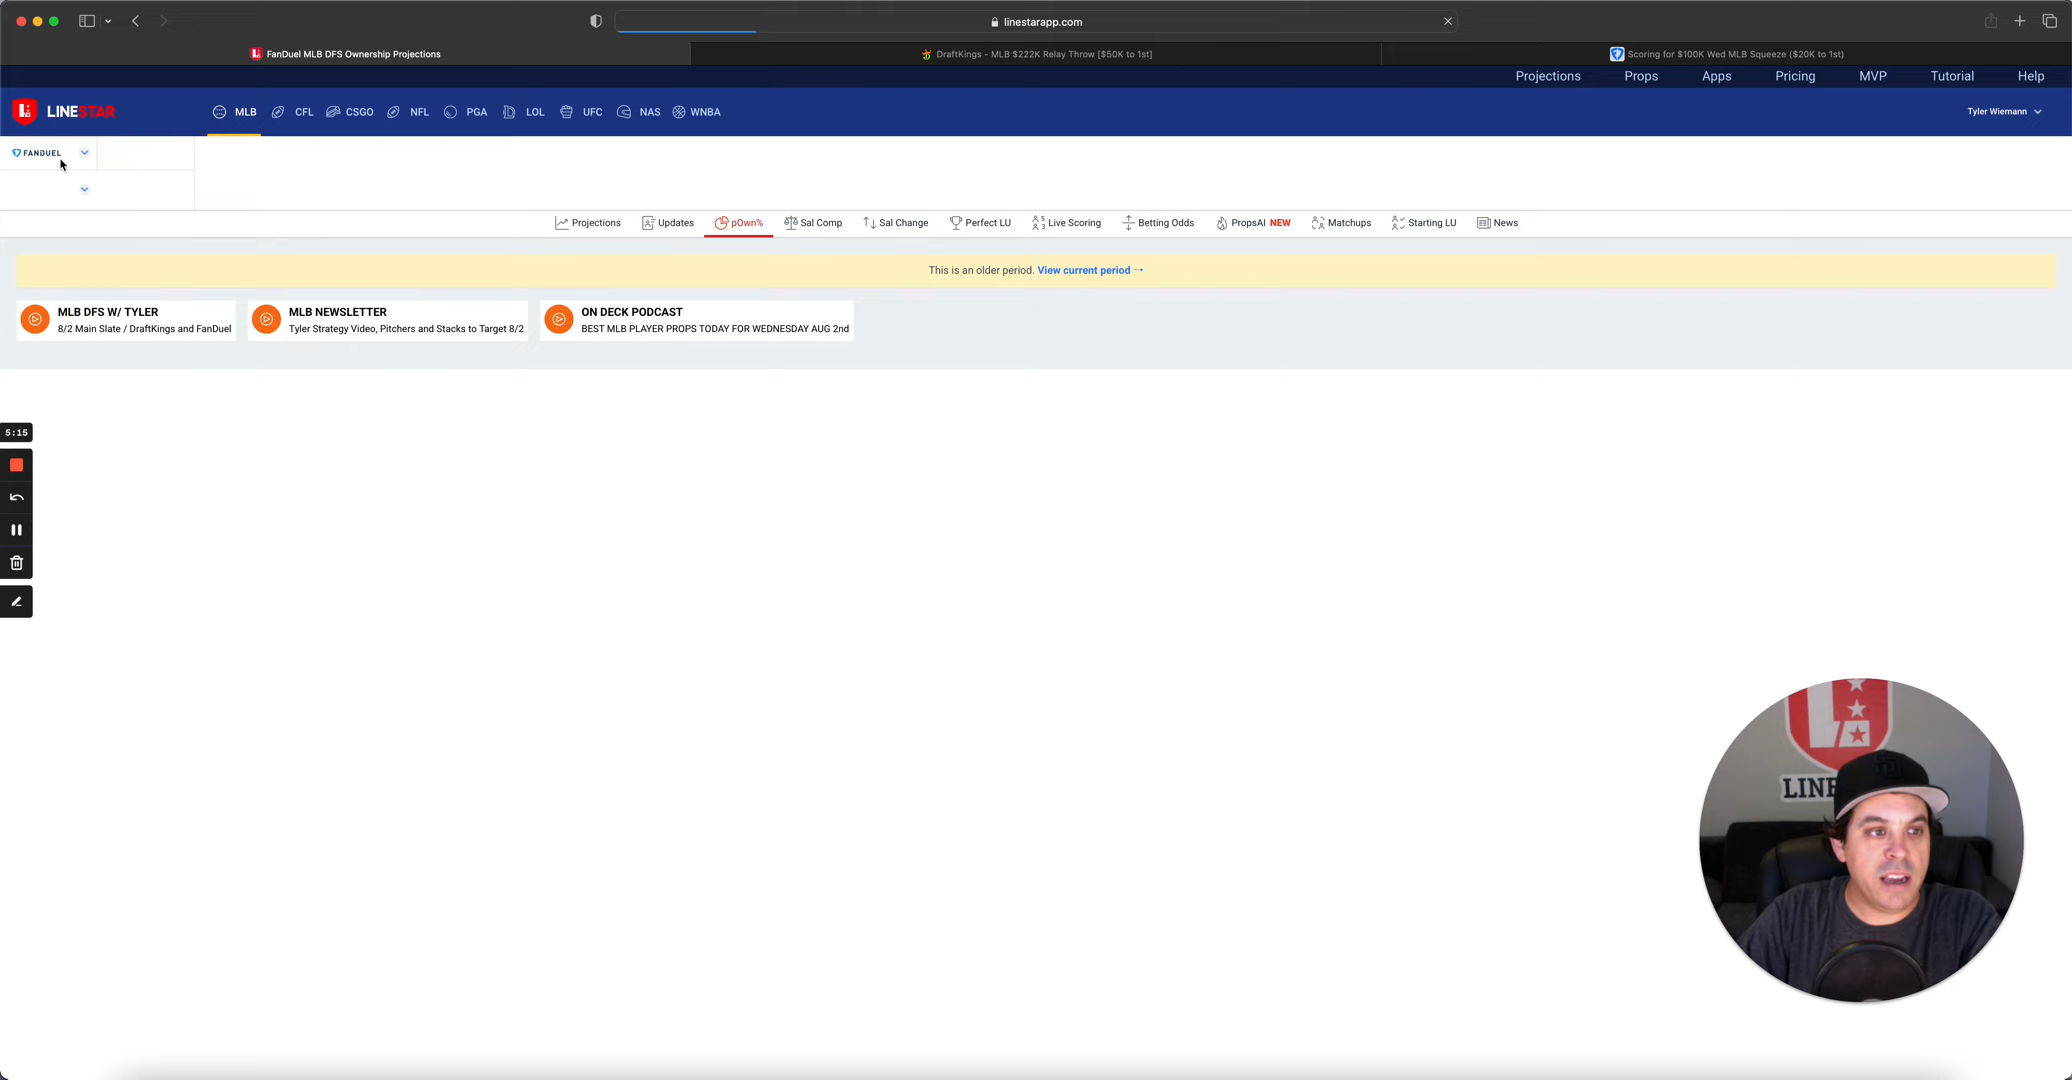 linestarapp.com
FanDuel MLB DFS Ownership Projections
DraftKings - MLB $222K Relay Throw [$50K to 1st]
Scoring for $100K Wed MLB Squeeze ($20K to 1st)
Projections Props Apps Pricing MVP Tutorial Help
LINESTAR
MLB CFL CSGO NFL PGA LOL UFC NAS WNBA
Tyler Wiemann
FANDUEL
Projections Updates pOwn% Sal Comp Sal Change Perfect LU Live Scoring Betting Odds PropsAI NEW Matchups Starting LU News
This is an older period. View current period →
MLB DFS W/ TYLER
8/2 Main Slate / DraftKings and FanDuel
MLB NEWSLETTER
Tyler Strategy Video, Pitchers and Stacks to Target 8/2
ON DECK PODCAST
BEST MLB PLAYER PROPS TODAY FOR WEDNESDAY AUG 2nd
5:15